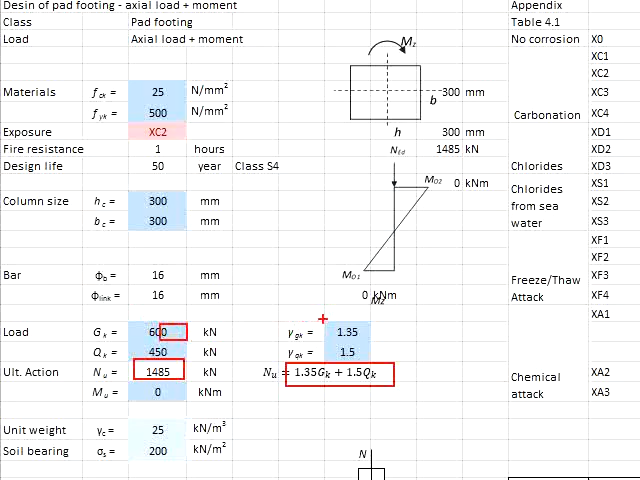 Desin of pad footing - axial load + moment Appendix
Class Pad footing Table 4.1
Load Axial load + moment No corrosion X0
Mz
XC1
XC2
Materials fck = 25 N/mm² b 300 mm XC3
fyk = 500 N/mm² Carbonation XC4
Exposure XC2 h 300 mm XD1
Fire resistance 1 hours NEd 1485 kN XD2
Design life 50 year Class S4 Chlorides XD3
M02 0 kNm XS1
Column size hc = 300 mm Chlorides from sea water XS2
bc = 300 mm XS3
XF1
XF2
Bar Φb = 16 mm M01 Freeze/Thaw Attack XF3
Φlink = 16 mm 0 kNm XF4
Mz
XA1
Load Gk = 600 kN γgk = 1.35
Qk = 450 kN γqk = 1.5
Ult. Action Nu = 1485 kN Nu = 1.35Gk + 1.5Qk Chemical attack XA2
Mu = 0 kNm XA3
Unit weight γc = 25 kN/m³
Soil bearing σs = 200 kN/m²
N